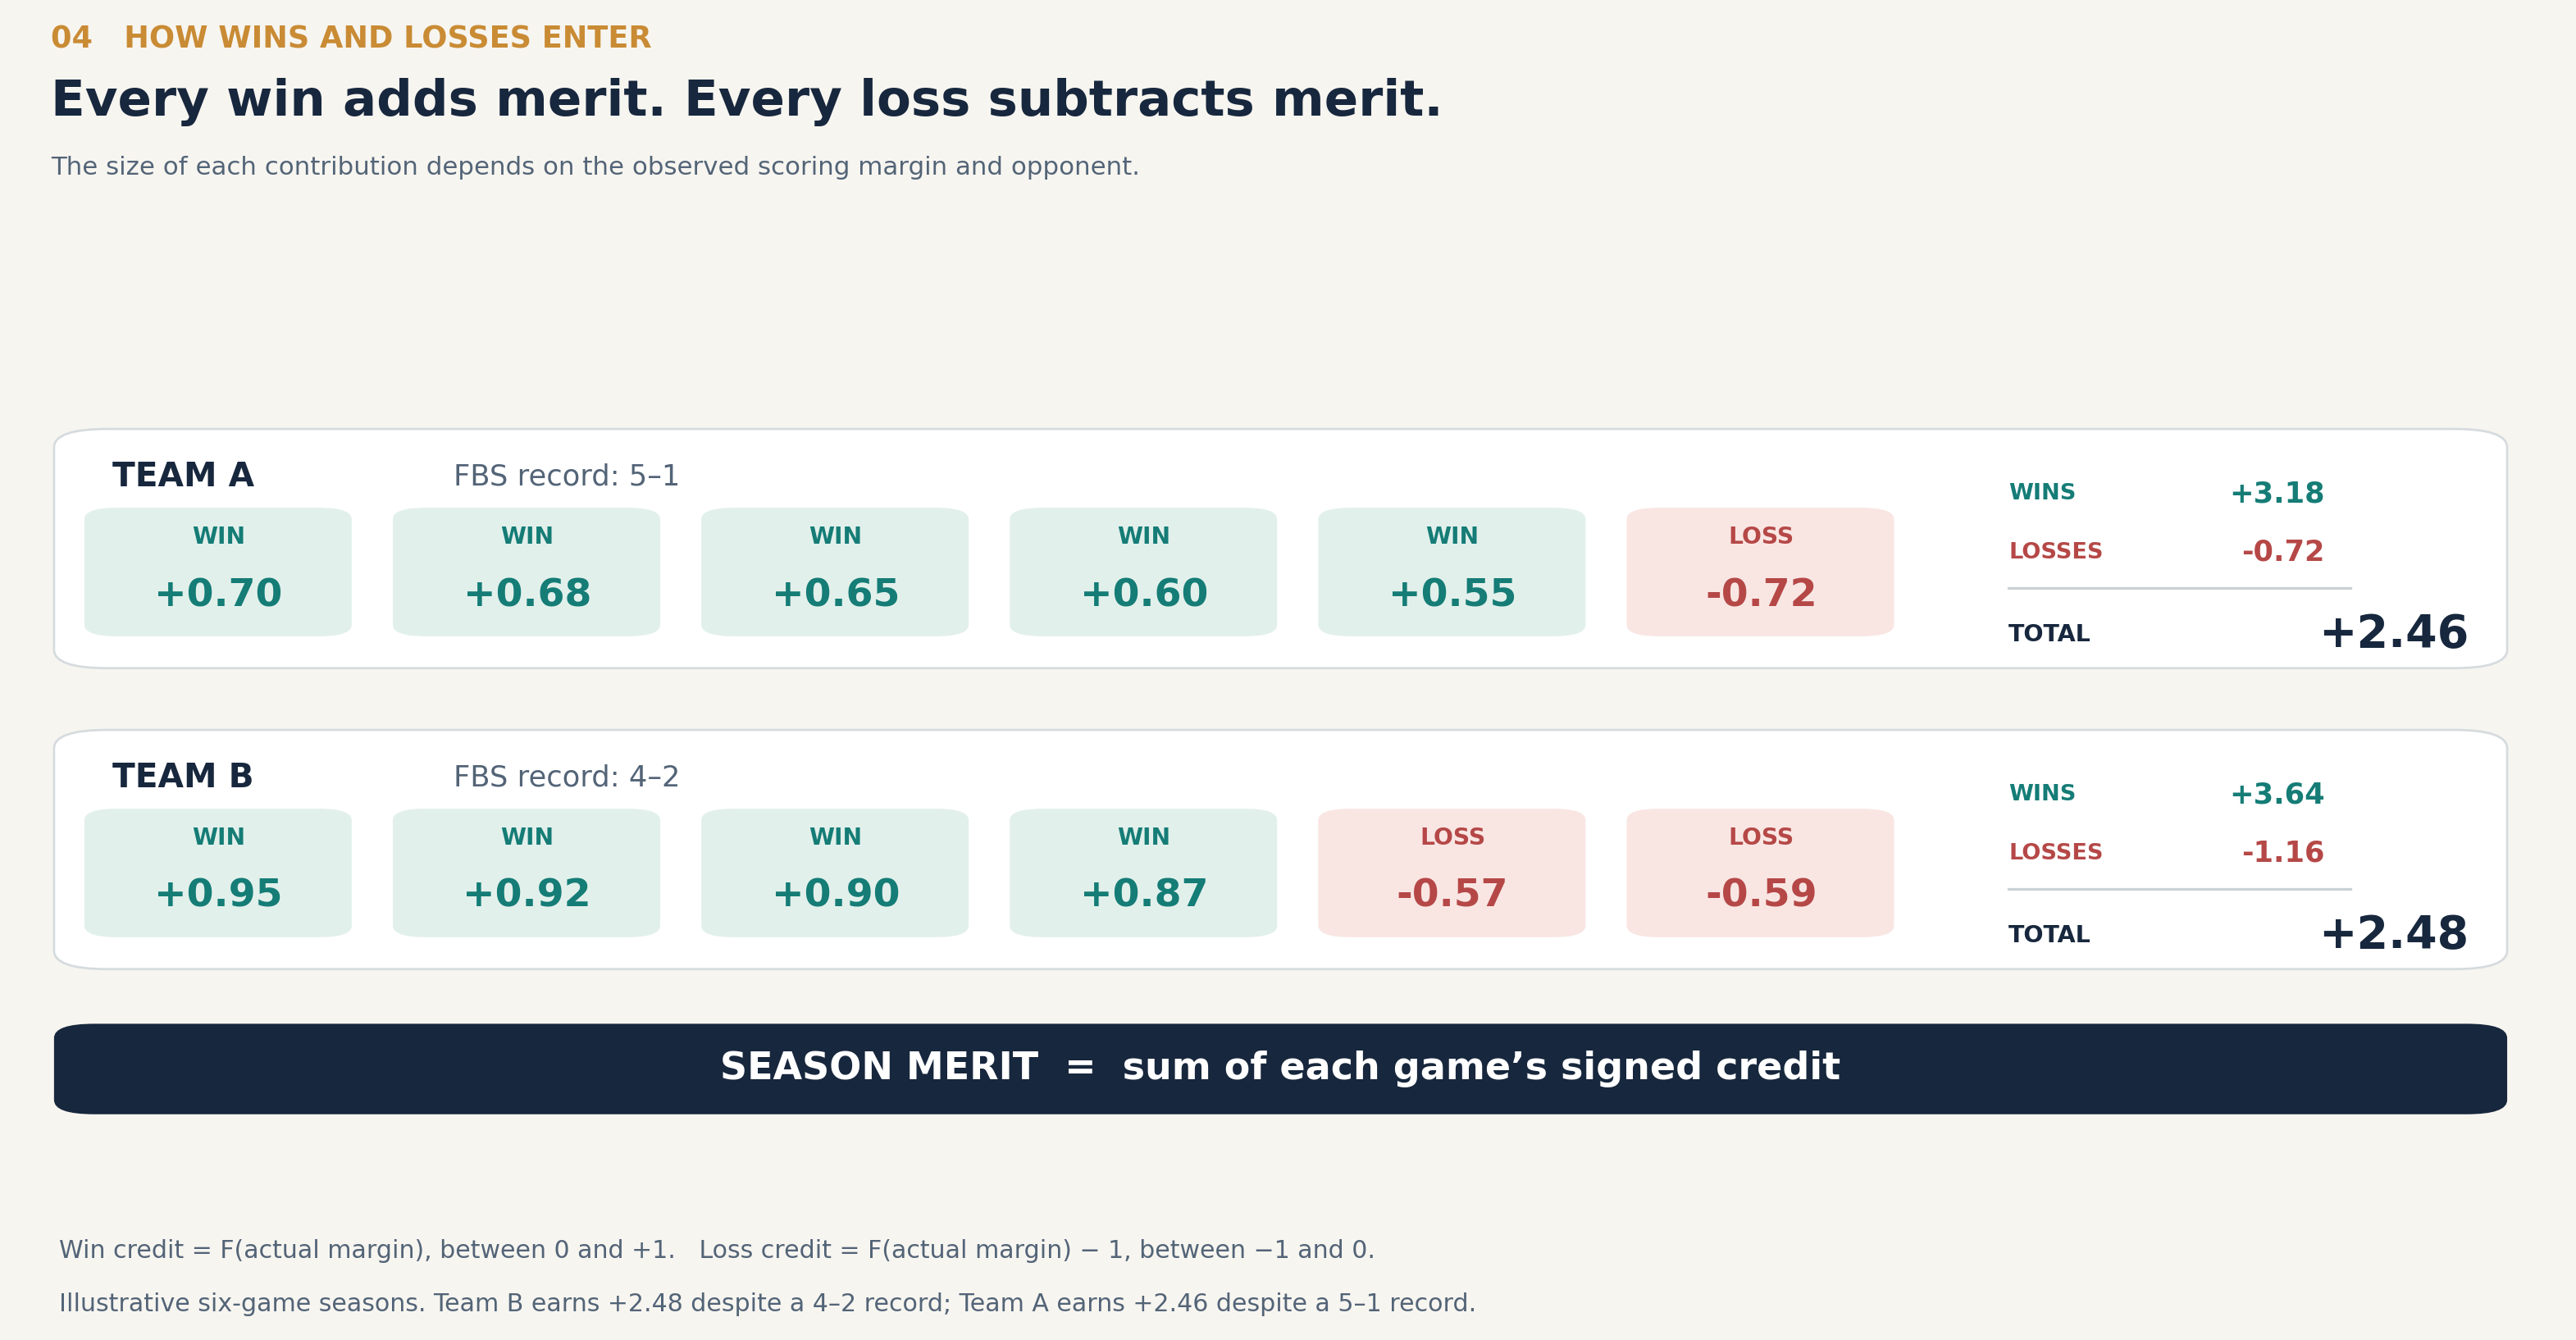 04 HOW WINS AND LOSSES ENTER
Every win adds merit. Every loss subtracts merit.
The size of each contribution depends on the observed scoring margin and opponent.
TEAM A FBS record: 5–1
WIN WIN WIN WIN WIN LOSS
+0.70 +0.68 +0.65 +0.60 +0.55 -0.72
WINS +3.18
LOSSES -0.72
TOTAL +2.46
TEAM B FBS record: 4–2
WIN WIN WIN WIN LOSS LOSS
+0.95 +0.92 +0.90 +0.87 -0.57 -0.59
WINS +3.64
LOSSES -1.16
TOTAL +2.48
SEASON MERIT = sum of each game’s signed credit
Win credit = F(actual margin), between 0 and +1. Loss credit = F(actual margin) − 1, between −1 and 0.
Illustrative six-game seasons. Team B earns +2.48 despite a 4–2 record; Team A earns +2.46 despite a 5–1 record.